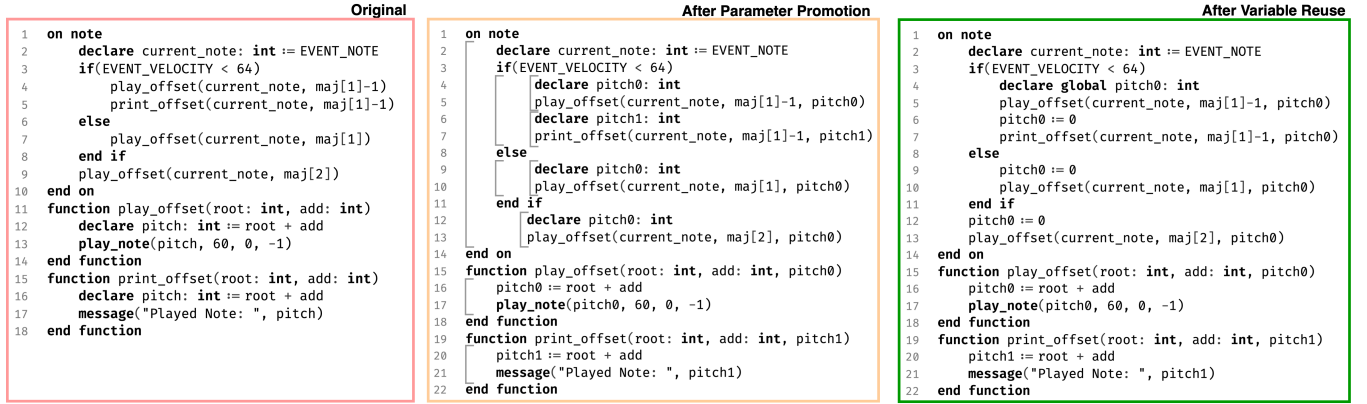 Original
1 on note
2 declare current_note: int := EVENT_NOTE
3 if(EVENT_VELOCITY < 64)
4 play_offset(current_note, maj[1]-1)
5 print_offset(current_note, maj[1]-1)
6 else
7 play_offset(current_note, maj[1])
8 end if
9 play_offset(current_note, maj[2])
10 end on
11 function play_offset(root: int, add: int)
12 declare pitch: int := root + add
13 play_note(pitch, 60, 0, -1)
14 end function
15 function print_offset(root: int, add: int)
16 declare pitch: int := root + add
17 message("Played Note: ", pitch)
18 end function
After Parameter Promotion
1 on note
2 declare current_note: int := EVENT_NOTE
3 if(EVENT_VELOCITY < 64)
4 declare pitch0: int
5 play_offset(current_note, maj[1]-1, pitch0)
6 declare pitch1: int
7 print_offset(current_note, maj[1]-1, pitch1)
8 else
9 declare pitch0: int
10 play_offset(current_note, maj[1], pitch0)
11 end if
12 declare pitch0: int
13 play_offset(current_note, maj[2], pitch0)
14 end on
15 function play_offset(root: int, add: int, pitch0)
16 pitch0 := root + add
17 play_note(pitch0, 60, 0, -1)
18 end function
19 function print_offset(root: int, add: int, pitch1)
20 pitch1 := root + add
21 message("Played Note: ", pitch1)
22 end function
After Variable Reuse
1 on note
2 declare current_note: int := EVENT_NOTE
3 if(EVENT_VELOCITY < 64)
4 declare global pitch0: int
5 play_offset(current_note, maj[1]-1, pitch0)
6 pitch0 := 0
7 print_offset(current_note, maj[1]-1, pitch0)
8 else
9 pitch0 := 0
10 play_offset(current_note, maj[1], pitch0)
11 end if
12 pitch0 := 0
13 play_offset(current_note, maj[2], pitch0)
14 end on
15 function play_offset(root: int, add: int, pitch0)
16 pitch0 := root + add
17 play_note(pitch0, 60, 0, -1)
18 end function
19 function print_offset(root: int, add: int, pitch1)
20 pitch1 := root + add
21 message("Played Note: ", pitch1)
22 end function